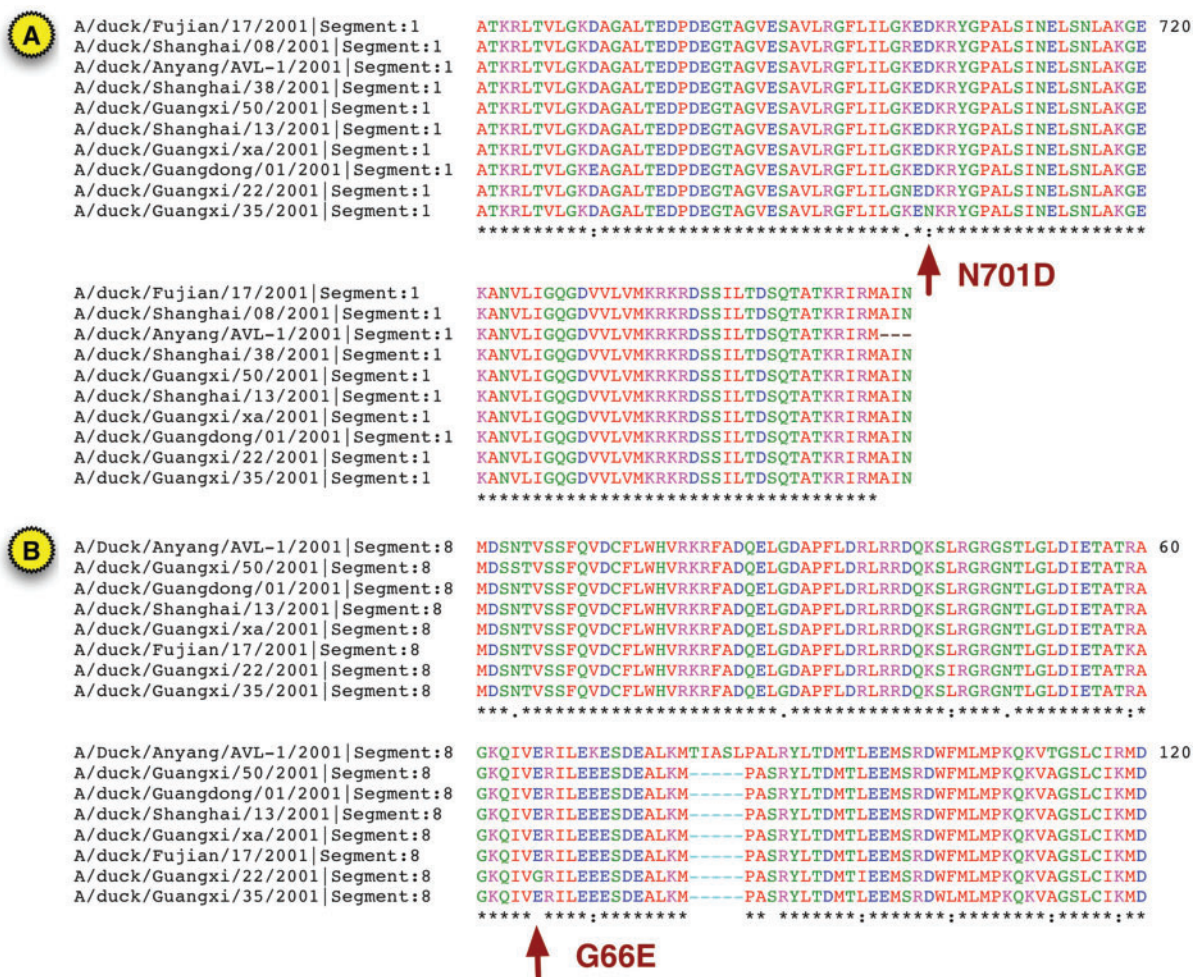 A
A/duck/Fujian/17/2001|Segment:1 ATKRLTVLGKDAGALTEDPDEGTAGVESAVLRGFLILGKEDKRYGPALSINELSNLAKGE 720
A/duck/Shanghai/08/2001|Segment:1 ATKRLTVLGKDAGALTEDPDEGTAGVESAVLRGFLILGKEDKRYGPALSINELSNLAKGE
A/duck/Anyang/AVL-1/2001|Segment:1 ATKRLTVLGKDAGALTEDPDEGTAGVESAVLRGFLILGKEDKRYGPALSINELSNLAKGE
A/duck/Shanghai/38/2001|Segment:1 ATKRLTVLGKDAGALTEDPDEGTAGVESAVLRGFLILGKEDKRYGPALSINELSNLAKGE
A/duck/Guangxi/50/2001|Segment:1 ATKRLTVLGKDAGALTEDPDEGTAGVESAVLRGFLILGKEDKRYGPALSINELSNLAKGE
A/duck/Shanghai/13/2001|Segment:1 ATKRLTVLGKDAGALTEDPDEGTAGVESAVLRGFLILGKEDKRYGPALSINELSNLAKGE
A/duck/Guangxi/xa/2001|Segment:1 ATKRLTVLGKDAGALTEDPDEGTAGVESAVLRGFLILGKEDKRYGPALSINELSNLAKGE
A/duck/Guangdong/01/2001|Segment:1 ATKRLTVLGKEAGALTEDPDEGTAGVESAVLRGFLILGKEDKRYGPALSINELSNLAKGE
A/duck/Guangxi/22/2001|Segment:1 ATKRLTVLGKDAGALTEDPDEGTAGVESAVLRGFLILGNEDKRYGPALSINELSNLAKGE
A/duck/Guangxi/35/2001|Segment:1 ATKRLTVLGKDAGALTEDPDEGTAGVESAVLRGFLILGKENKRYGPALSINELSNLAKGE
**********:***************************.*:*******************
N701D
A/duck/Fujian/17/2001|Segment:1 KANVLIGQGDVVLVMKRKRDSSILTDSQTATKRIRMAIN
A/duck/Shanghai/08/2001|Segment:1 KANVLIGQGDVVLVMKRKRDSSILTDSQTATKRIRMAIN
A/duck/Anyang/AVL-1/2001|Segment:1 KANVLIGQGDVVLVMKRKRDSSILTDSQTATKRIRM---
A/duck/Shanghai/38/2001|Segment:1 KANVLIGQGDVVLVMKRKRDSSILTDSQTATKRIRMAIN
A/duck/Guangxi/50/2001|Segment:1 KANVLIGQGDVVLVMKRKRDSSILTDSQTATKRIRMAIN
A/duck/Shanghai/13/2001|Segment:1 KANVLIGQGDVVLVMKRKRDSSILTDSQTATKRIRMAIN
A/duck/Guangxi/xa/2001|Segment:1 KANVLIGQGDVVLVMKRKRDSSILTDSQTATKRIRMAIN
A/duck/Guangdong/01/2001|Segment:1 KANVLIGQGDVVLVMKRKRDSSILTDSQTATKRIRMAIN
A/duck/Guangxi/22/2001|Segment:1 KANVLIGQGDVVLVMKRKRDSSILTDSQTATKRIRMAIN
A/duck/Guangxi/35/2001|Segment:1 KANVLIGQGDVVLVMKRKRDSSILTDSQTATKRIRMAIN
************************************
B
A/Duck/Anyang/AVL-1/2001|Segment:8 MDSNTVSSFQVDCFLWHVRKRFADQELGDAPFLDRLRRDQKSLRGRGSTLGLDIETATRA 60
A/duck/Guangxi/50/2001|Segment:8 MDSSTVSSFQVDCFLWHVRKRFADQELGDAPFLDRLRRDQKSLRGRGNTLGLDIETATRA
A/duck/Guangdong/01/2001|Segment:8 MDSNTVSSFQVDCFLWHVRKRFADQELGDAPFLDRLRRDQKSLRGRGNTLGLDIETATRA
A/duck/Shanghai/13/2001|Segment:8 MDSNTVSSFQVDCFLWHVRKRFADQELGDAPFLDRLRRDQKSLRGRGNTLGLDIETATRA
A/duck/Guangxi/xa/2001|Segment:8 MDSNTVSSFQVDCFLWHVRKRFADQELSDAPFLDRLRRDQKSLRGRGNTLGLDIETATRA
A/duck/Fujian/17/2001|Segment:8 MDSNTVSSFQVDCFLWHVRKRFADQELGDAPFLDRLRRDQKSLRGRGNTLGLDIETATKA
A/duck/Guangxi/22/2001|Segment:8 MDSNTVSSFQVDCFLWHVRKRFADQELGDAPFLDRLRRDQKSIRGRGNTLGLDIETATRA
A/duck/Guangxi/35/2001|Segment:8 MDSNTVSSFQVDCFLWHVRKRFADQELGDAPFLDRLRRDQKSLRGRGNTLGLDIETATRA
***.***********************.**************:****.**********:*
A/Duck/Anyang/AVL-1/2001|Segment:8 GKQIVERILEKESDEALKMTIASLPALRYLTDMTLEEMSRDWFMLMPKQKVTGSLCIRMD 120
A/duck/Guangxi/50/2001|Segment:8 GKQIVERILEEESDEALKM-----PASRYLTDMTLEEMSRDWFMLMPKQKVAGSLCIKMD
A/duck/Guangdong/01/2001|Segment:8 GKQIVERILEEESDEALKM-----PASRYLTDMTLEEMSRDWFMLMPKQKVAGSLCIKMD
A/duck/Shanghai/13/2001|Segment:8 GKQIVERILEEESDEALKM-----PASRYLTDMTLEEMSRDWFMLMPKQKVAGSLCIKMD
A/duck/Guangxi/xa/2001|Segment:8 GKQIVERILEEESDEALKM-----PASRYLTDMTLEEMSRDWFMLMPKQKVAGSLCIKMD
A/duck/Fujian/17/2001|Segment:8 GKQIVERILEEESDEALKM-----PASRYLTDMTLEEMSRDWFMLMPKQKVAGSLCIKMD
A/duck/Guangxi/22/2001|Segment:8 GKQIVGRILEEESDEALKM-----PASRYLTDMTIEEMSRDWFMLMPKQKVAGSLCIKMD
A/duck/Guangxi/35/2001|Segment:8 GKQIVERILEEESDEALKM-----PASRYLTDMTLEEMSRDWLMLMPKQKVAGSLCIKMD
***** ****:******** ** *******:*******:********:*****:**
G66E